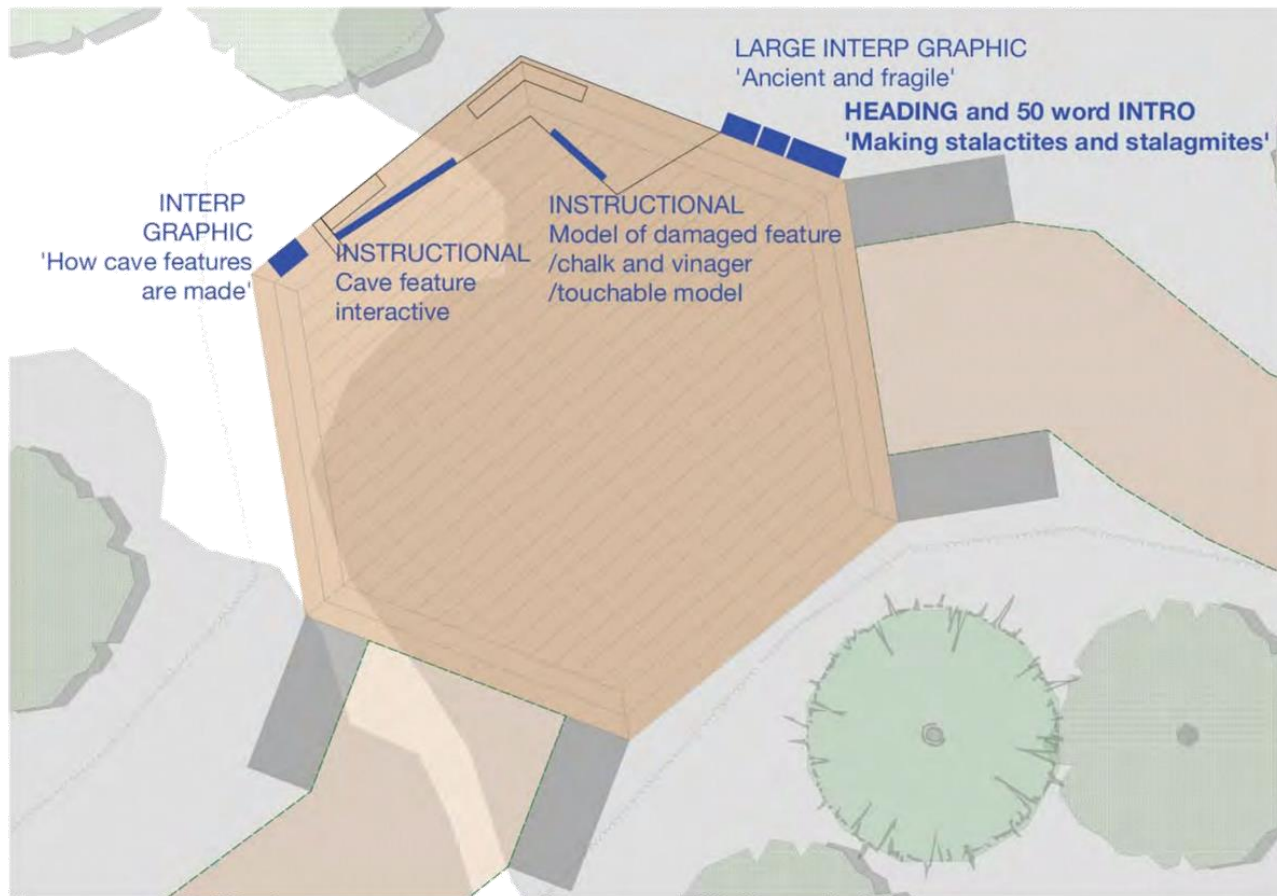 LARGE INTERP GRAPHIC
'Ancient and fragile'
HEADING and 50 word INTRO
'Making stalactites and stalagmites'
INTERP
GRAPHIC
'How cave features
are made'
INSTRUCTIONAL
Cave feature
interactive
INSTRUCTIONAL
Model of damaged feature
/chalk and vinager
/touchable model